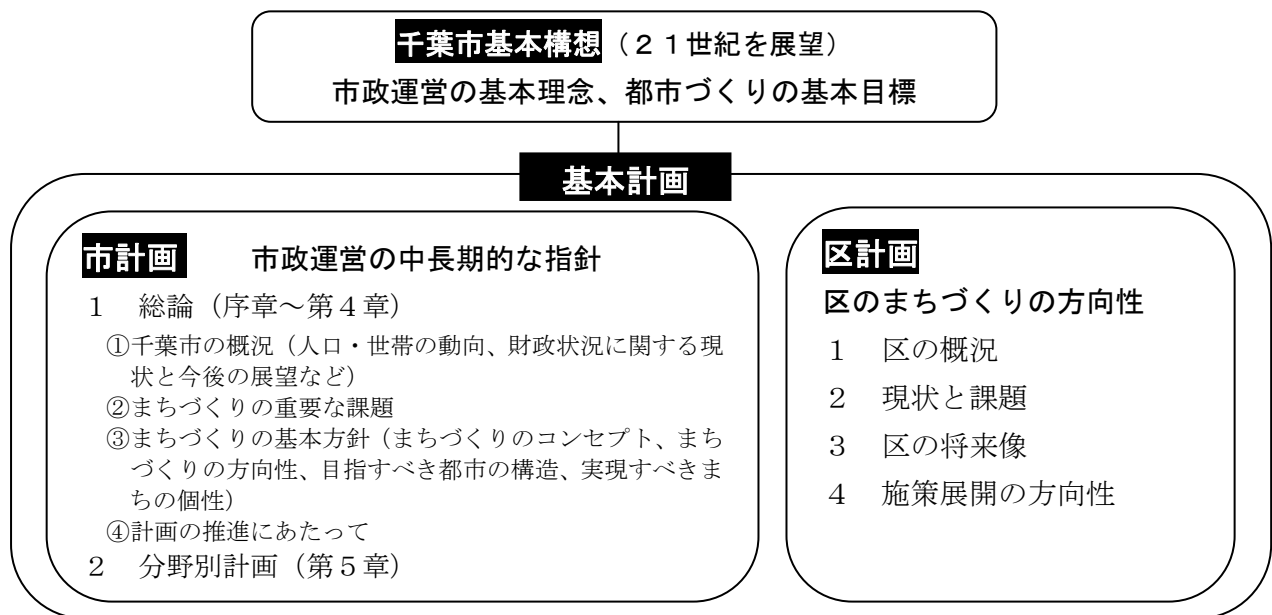 千葉市基本構想（２１世紀を展望）
市政運営の基本理念、都市づくりの基本目標
基本計画
市計画　市政運営の中長期的な指針
１　総論（序章～第４章）
①千葉市の概況（人口・世帯の動向、財政状況に関する現
状と今後の展望など）
②まちづくりの重要な課題
③まちづくりの基本方針（まちづくりのコンセプト、まち
づくりの方向性、目指すべき都市の構造、実現すべきま
ちの個性）
④計画の推進にあたって
２　分野別計画（第５章）
区計画
区のまちづくりの方向性
１　区の概況
２　現状と課題
３　区の将来像
４　施策展開の方向性